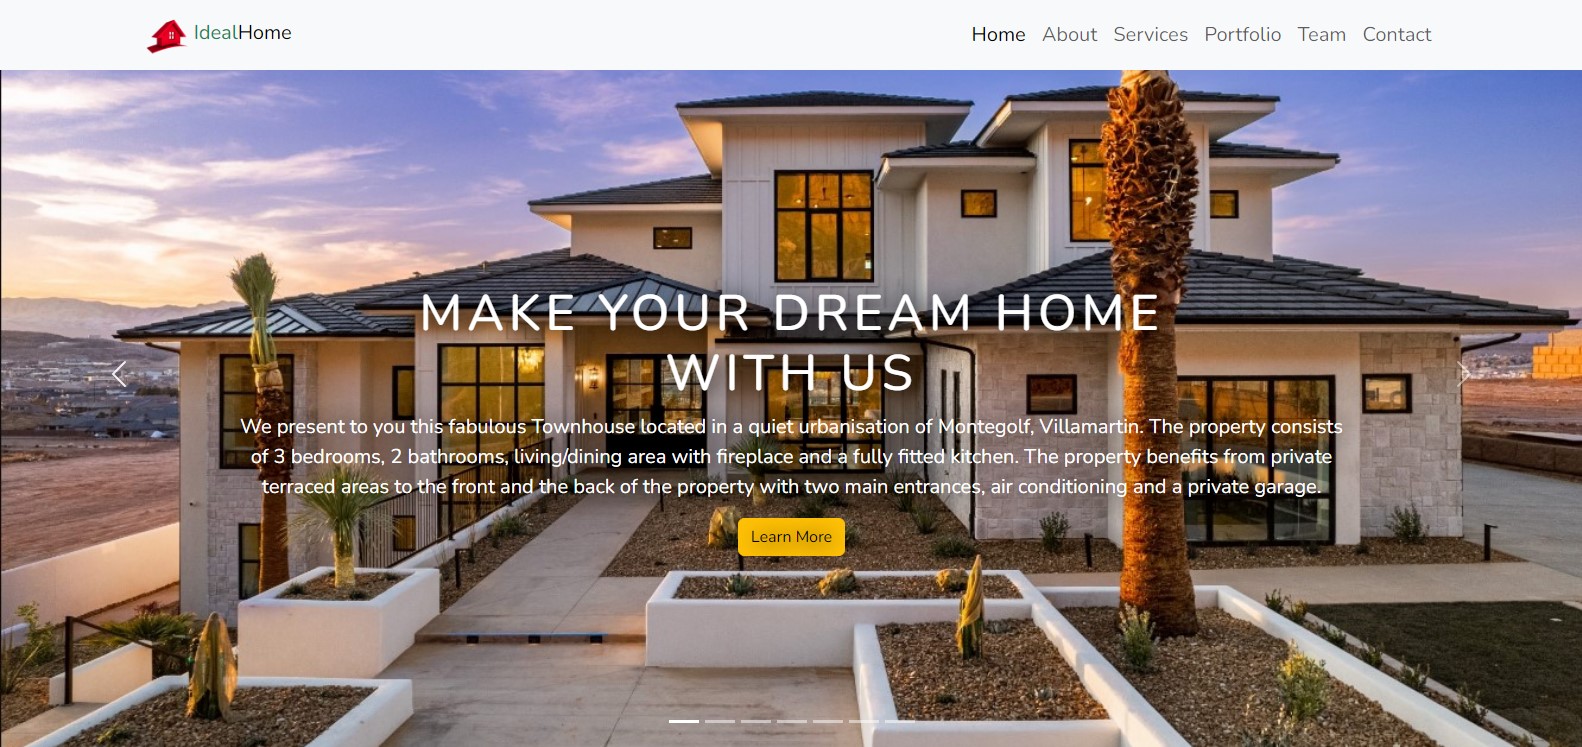 IdealHome
Home About Services Portfolio Team Contact
MAKE YOUR DREAM HOME
WITH US
We present to you this fabulous Townhouse located in a quiet urbanisation of Montegolf, Villamartin. The property consists
of 3 bedrooms, 2 bathrooms, living/dining area with fireplace and a fully fitted kitchen. The property benefits from private
terraced areas to the front and the back of the property with two main entrances, air conditioning and a private garage.
Learn More